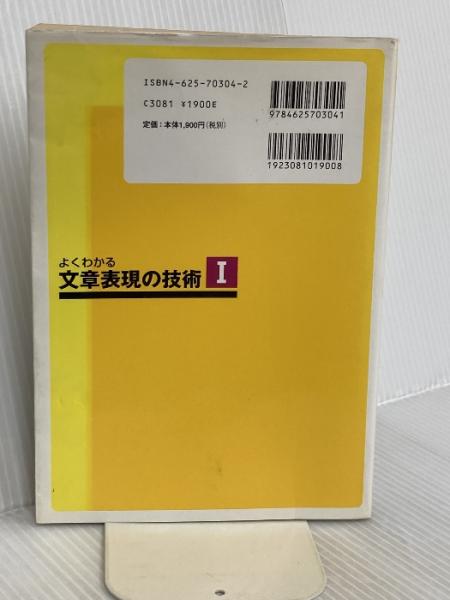 ISBN4-625-70304-2
C3081 ¥1900E
定価：本体1,900円（税別）
9784625703041
1923081019008
よくわかる
文章表現の技術 I